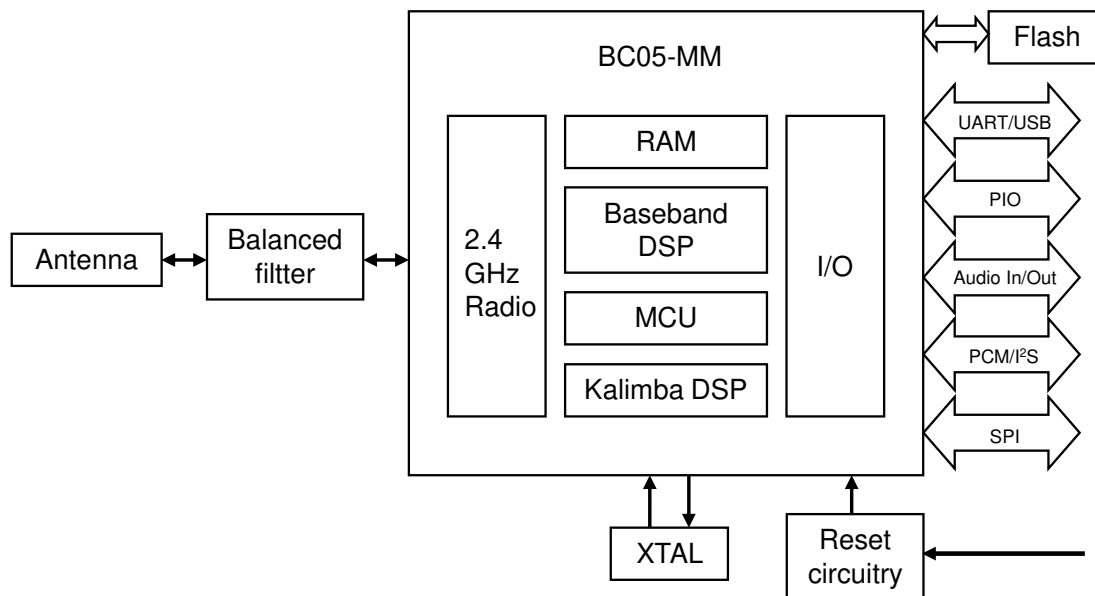 BC05-MM
Flash
RAM
Baseband
DSP
MCU
Kalimba DSP
2.4
GHz
Radio
I/O
UART/USB
PIO
Audio In/Out
PCM/I²S
SPI
Antenna
Balanced
filtter
XTAL
Reset
circuitry